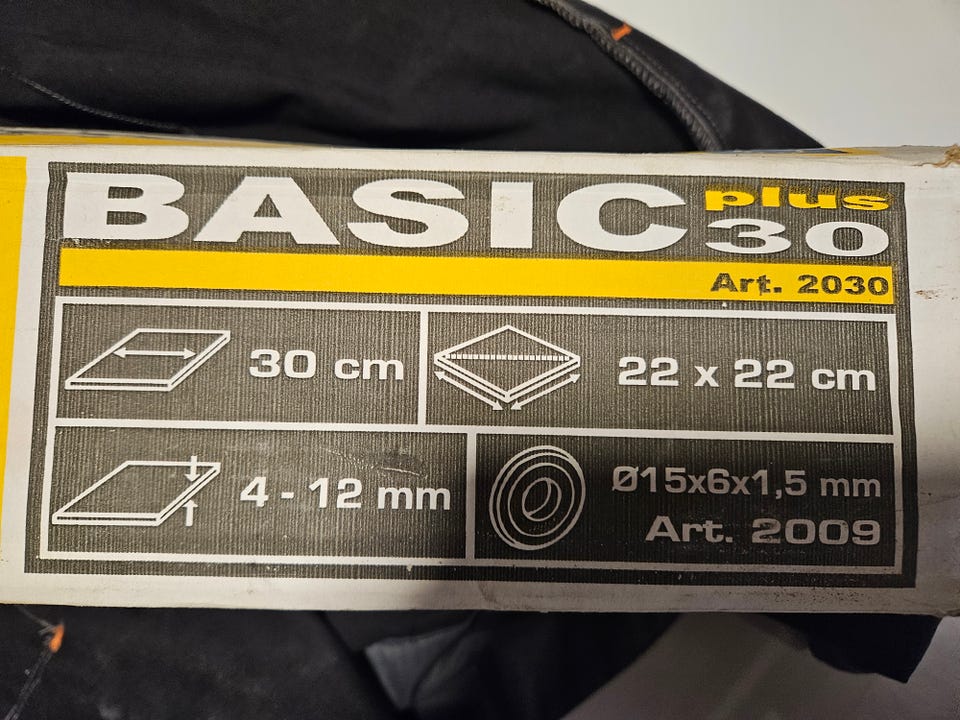 BASIC plus 30
Art. 2030
30 cm
22 x 22 cm
4 - 12 mm
Ø15x6x1,5 mm
Art. 2009